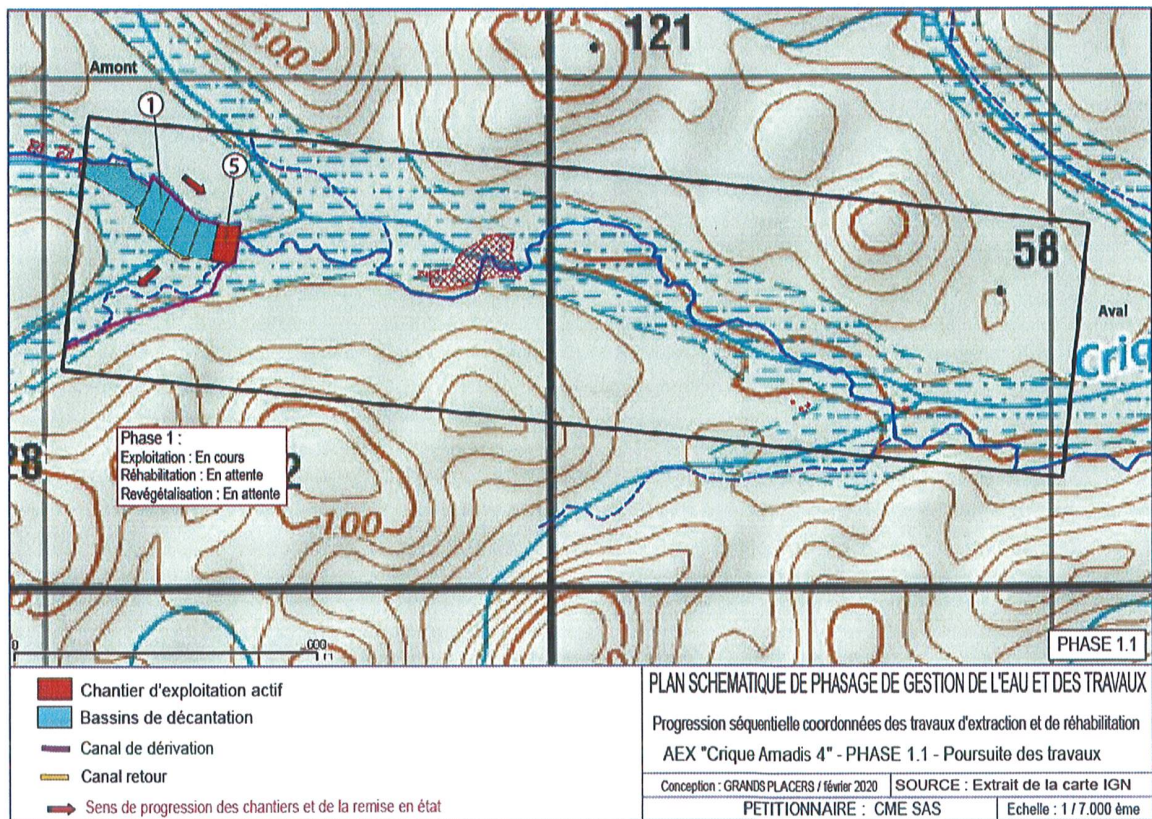 Amont
100
121
1
5
58
Aval
Criq
Phase 1 :
Exploitation : En cours
Réhabilitation : En attente
Revégétalisation : En attente
28
2
100
0
PHASE 1.1
Chantier d'exploitation actif
Bassins de décantation
Canal de dérivation
Canal retour
Sens de progression des chantiers et de la remise en état
PLAN SCHEMATIQUE DE PHASAGE DE GESTION DE L'EAU ET DES TRAVAUX
Progression séquentielle coordonnées des travaux d'extraction et de réhabilitation
AEX "Crique Amadis 4" - PHASE 1.1 - Poursuite des travaux
Conception : GRANDS PLACERS / février 2020
SOURCE : Extrait de la carte IGN
PETITIONNAIRE : CME SAS
Echelle : 1 / 7.000 ème